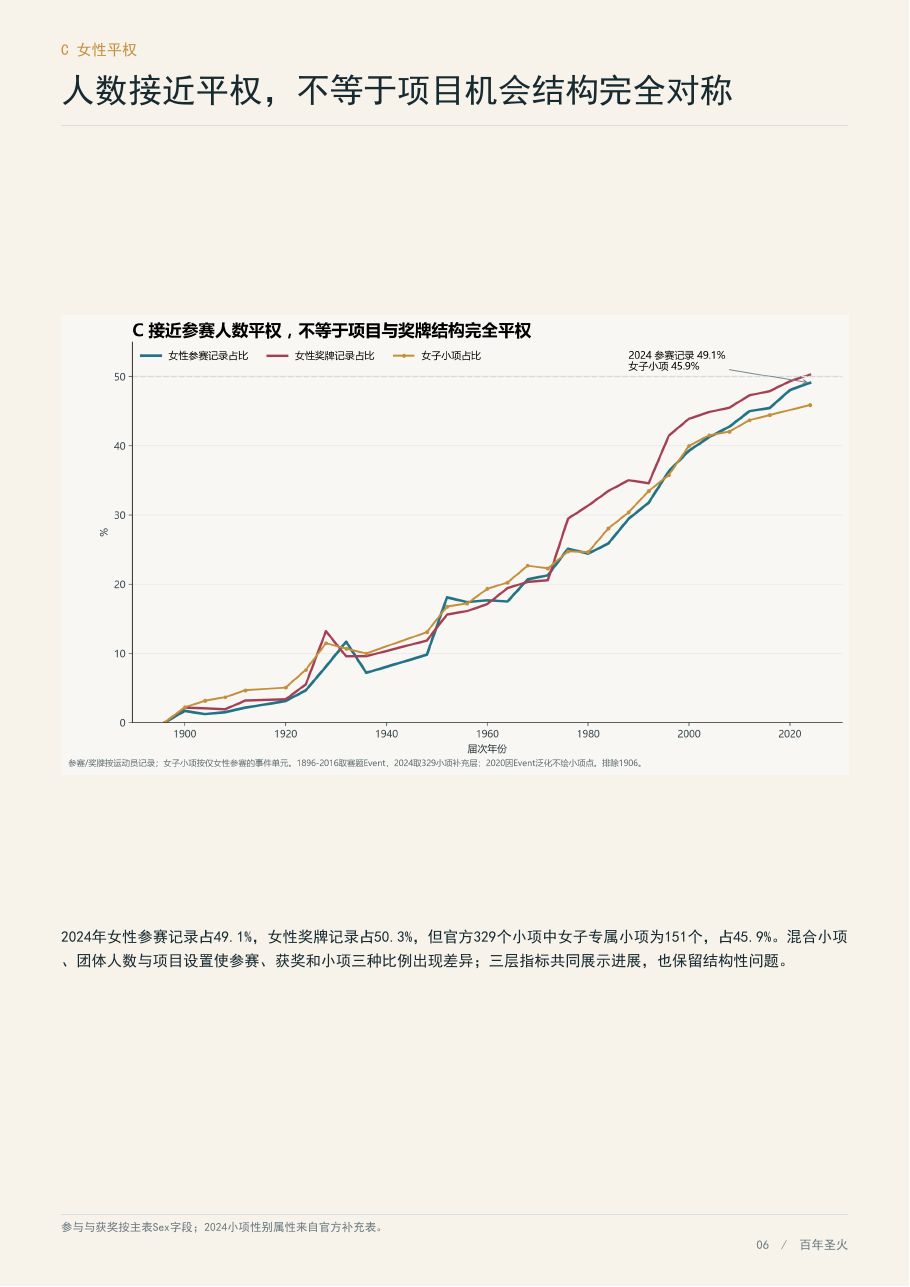 C 女性平权
人数接近平权，不等于项目机会结构完全对称
C 接近参赛人数平权，不等于项目与奖牌结构完全平权
女性参赛记录占比
女性奖牌记录占比
女子小项占比
2024 参赛记录 49.1%
女子小项 45.9%
50
40
30
20
10
0
%
1900
1920
1940
1960
1980
2000
2020
届次年份
参赛/奖牌按运动员记录；女子小项按仅女性参赛的事件单元。1896-2016取赛题Event，2024取329小项补充层；2020因Event泛化不绘小项点。排除1906。
2024年女性参赛记录占49.1%，女性奖牌记录占50.3%，但官方329个小项中女子专属小项为151个，占45.9%。混合小项
、团体人数与项目设置使参赛、获奖和小项三种比例出现差异；三层指标共同展示进展，也保留结构性问题。
参与与获奖按主表Sex字段；2024小项性别属性来自官方补充表。
06 / 百年圣火